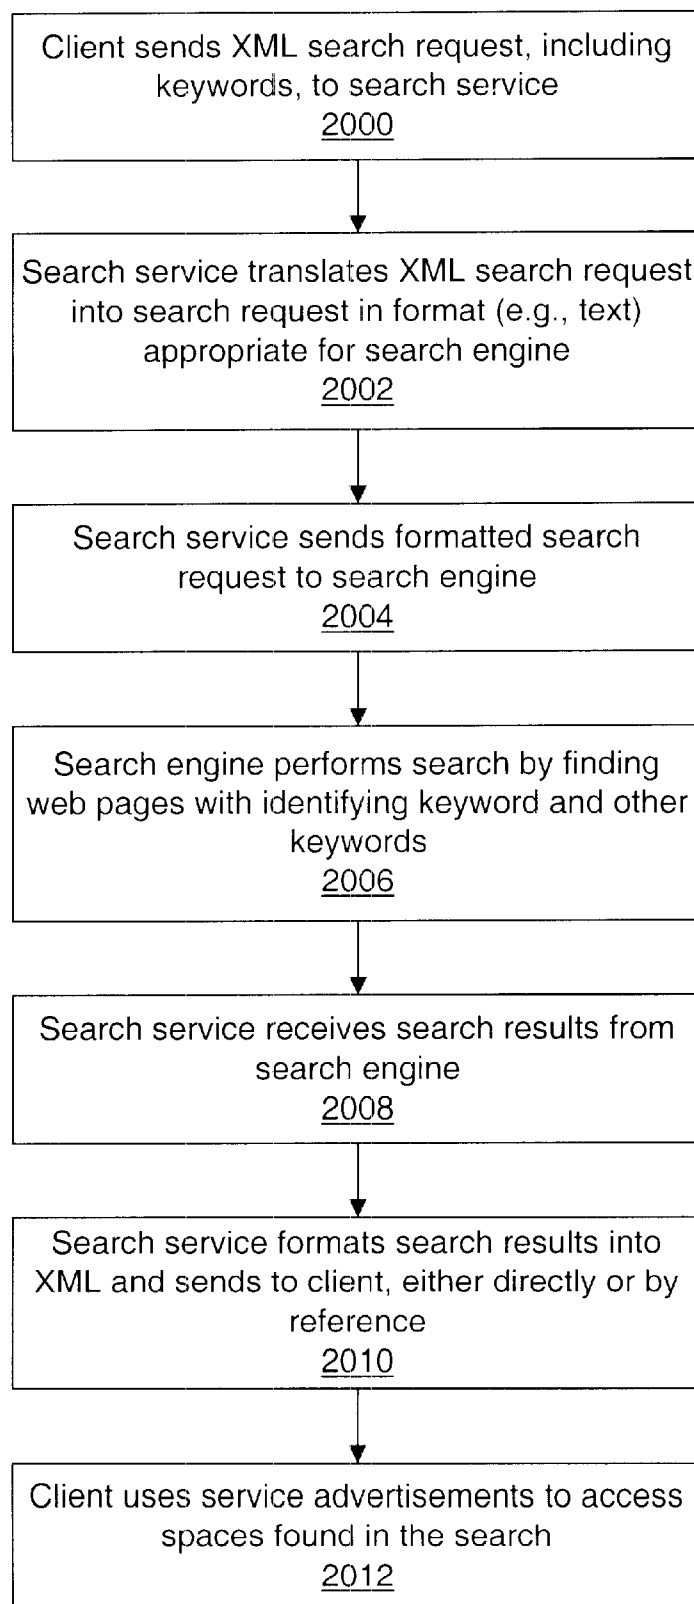 Client sends XML search request, including
keywords, to search service
2000
Search service translates XML search request
into search request in format (e.g., text)
appropriate for search engine
2002
Search service sends formatted search
request to search engine
2004
Search engine performs search by finding
web pages with identifying keyword and other
keywords
2006
Search service receives search results from
search engine
2008
Search service formats search results into
XML and sends to client, either directly or by
reference
2010
Client uses service advertisements to access
spaces found in the search
2012